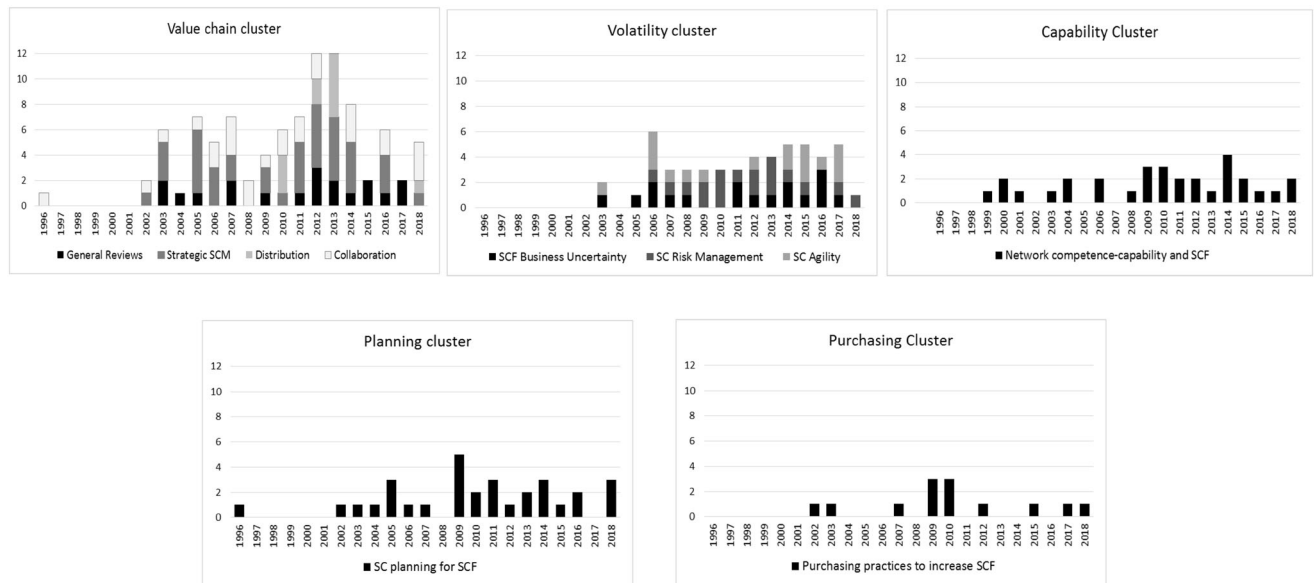 Value chain cluster
12
10
8
6
4
2
0
1996 1997 1998 1999 2000 2001 2002 2003 2004 2005 2006 2007 2008 2009 2010 2011 2012 2013 2014 2015 2016 2017 2018
General Reviews Strategic SCM Distribution Collaboration
Volatility cluster
12
10
8
6
4
2
0
1996 1997 1998 1999 2000 2001 2002 2003 2004 2005 2006 2007 2008 2009 2010 2011 2012 2013 2014 2015 2016 2017 2018
SCF Business Uncertainty SC Risk Management SC Agility
Capability Cluster
12
10
8
6
4
2
0
1996 1997 1998 1999 2000 2001 2002 2003 2004 2005 2006 2007 2008 2009 2010 2011 2012 2013 2014 2015 2016 2017 2018
Network competence-capability and SCF
Planning cluster
12
10
8
6
4
2
0
1996 1997 1998 1999 2000 2001 2002 2003 2004 2005 2006 2007 2008 2009 2010 2011 2012 2013 2014 2015 2016 2017 2018
SC planning for SCF
Purchasing Cluster
12
10
8
6
4
2
0
1996 1997 1998 1999 2000 2001 2002 2003 2004 2005 2006 2007 2008 2009 2010 2011 2012 2013 2014 2015 2016 2017 2018
Purchasing practices to increase SCF